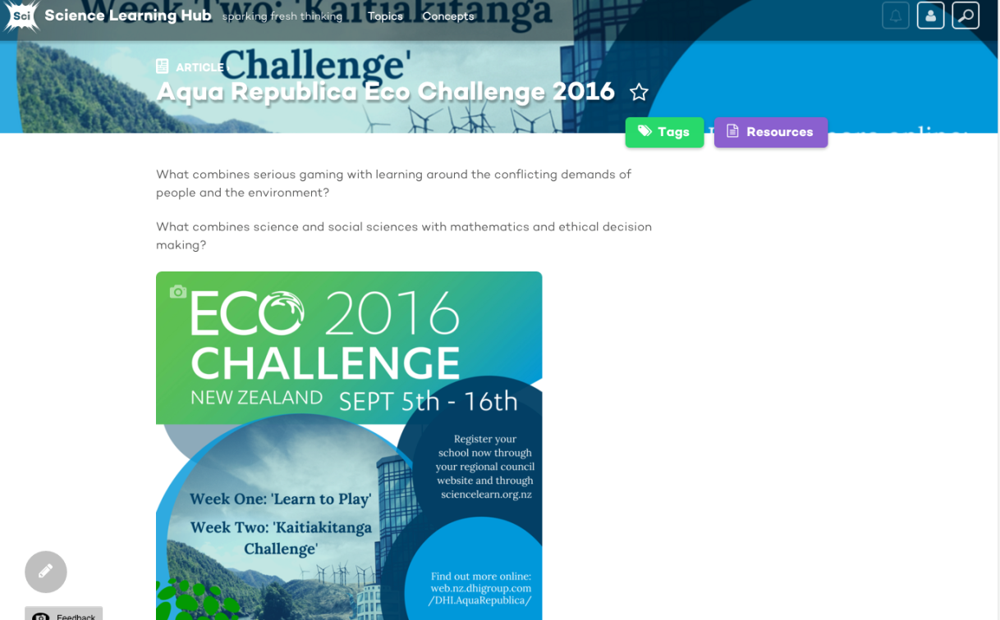 Week Two: 'Kaitiakitanga
Sci Science Learning Hub sparking fresh thinking Topics Concepts
Challenge'
ARTICLE
Aqua Republica Eco Challenge 2016
Tags Resources
What combines serious gaming with learning around the conflicting demands of
people and the environment?
What combines science and social sciences with mathematics and ethical decision
making?
ECO 2016
CHALLENGE
NEW ZEALAND SEPT 5th - 16th
Register your
school now through
your regional council
website and through
sciencelearn.org.nz
Week One: 'Learn to Play'
Week Two: 'Kaitiakitanga
Challenge'
Find out more online:
web.nz.dhigroup.com
/DHI.AquaRepublica/
Feedback